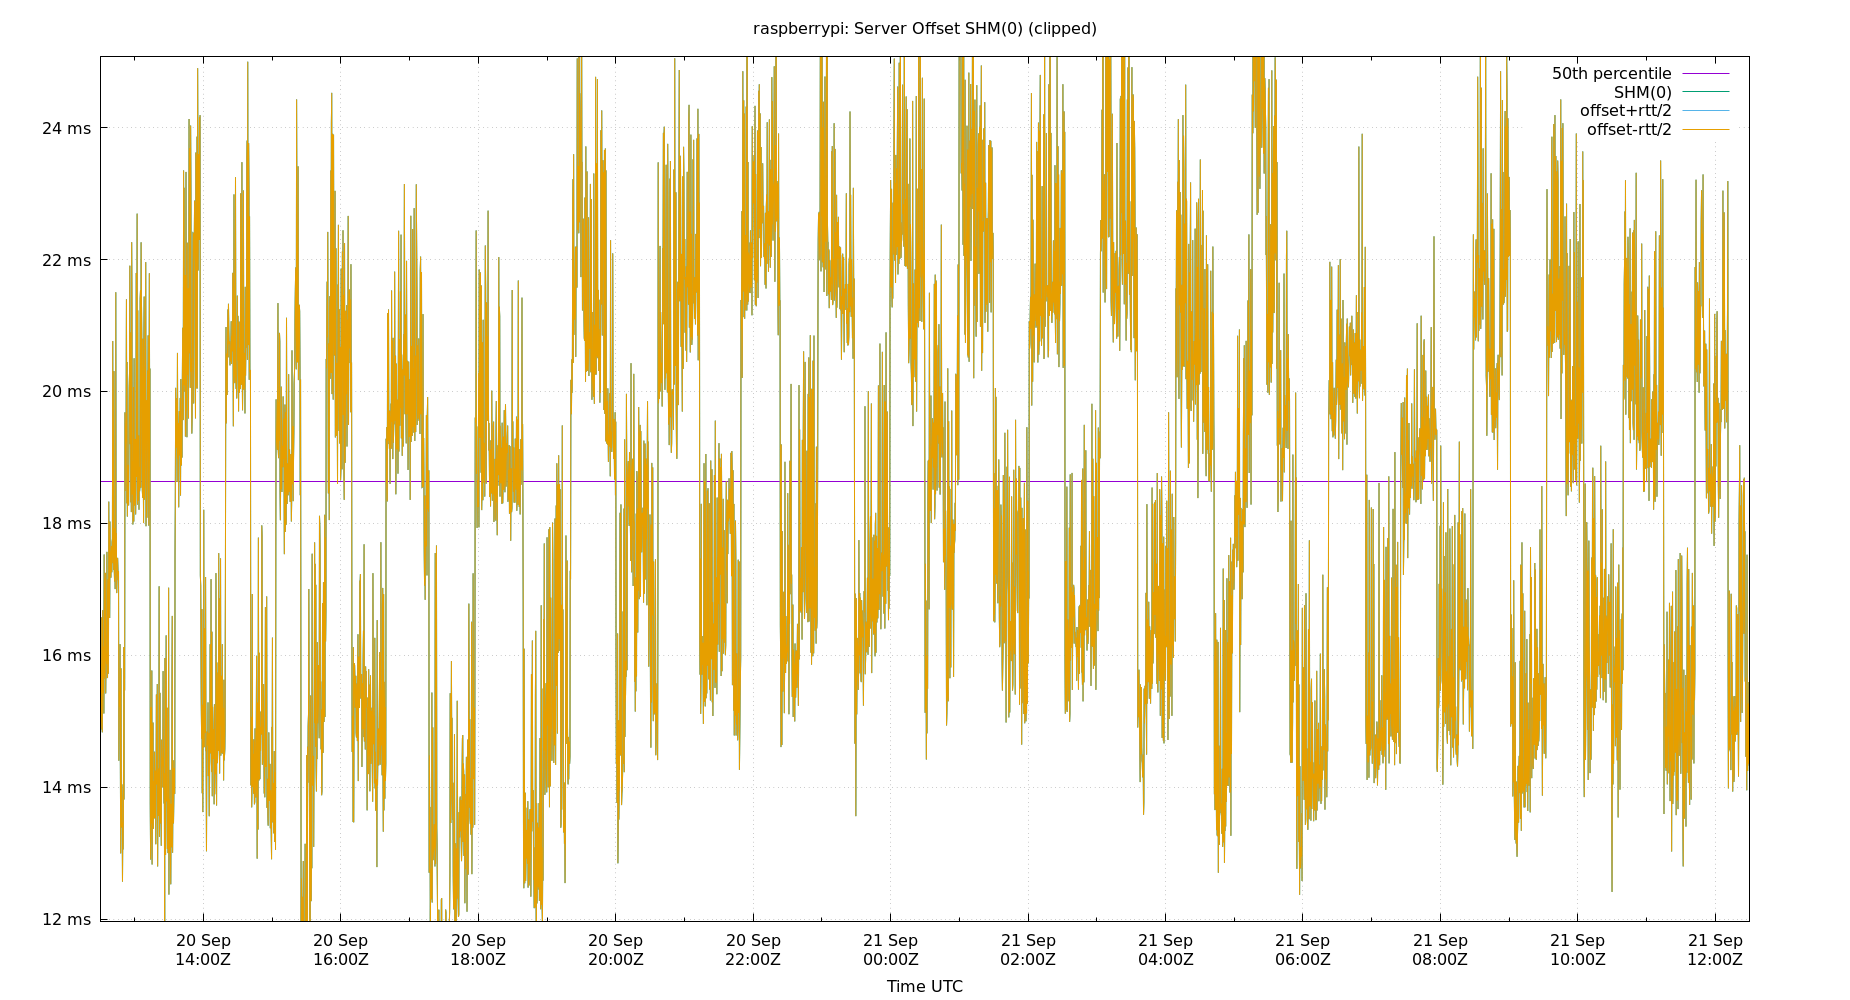 raspberrypi: Server Offset SHM(0) (clipped)
50th percentile
SHM(0)
offset+rtt/2
offset-rtt/2
24 ms
22 ms
20 ms
18 ms
16 ms
14 ms
12 ms
20 Sep 20 Sep 20 Sep 20 Sep 20 Sep 21 Sep 21 Sep 21 Sep 21 Sep 21 Sep 21 Sep 21 Sep
14:00Z 16:00Z 18:00Z 20:00Z 22:00Z 00:00Z 02:00Z 04:00Z 06:00Z 08:00Z 10:00Z 12:00Z
Time UTC